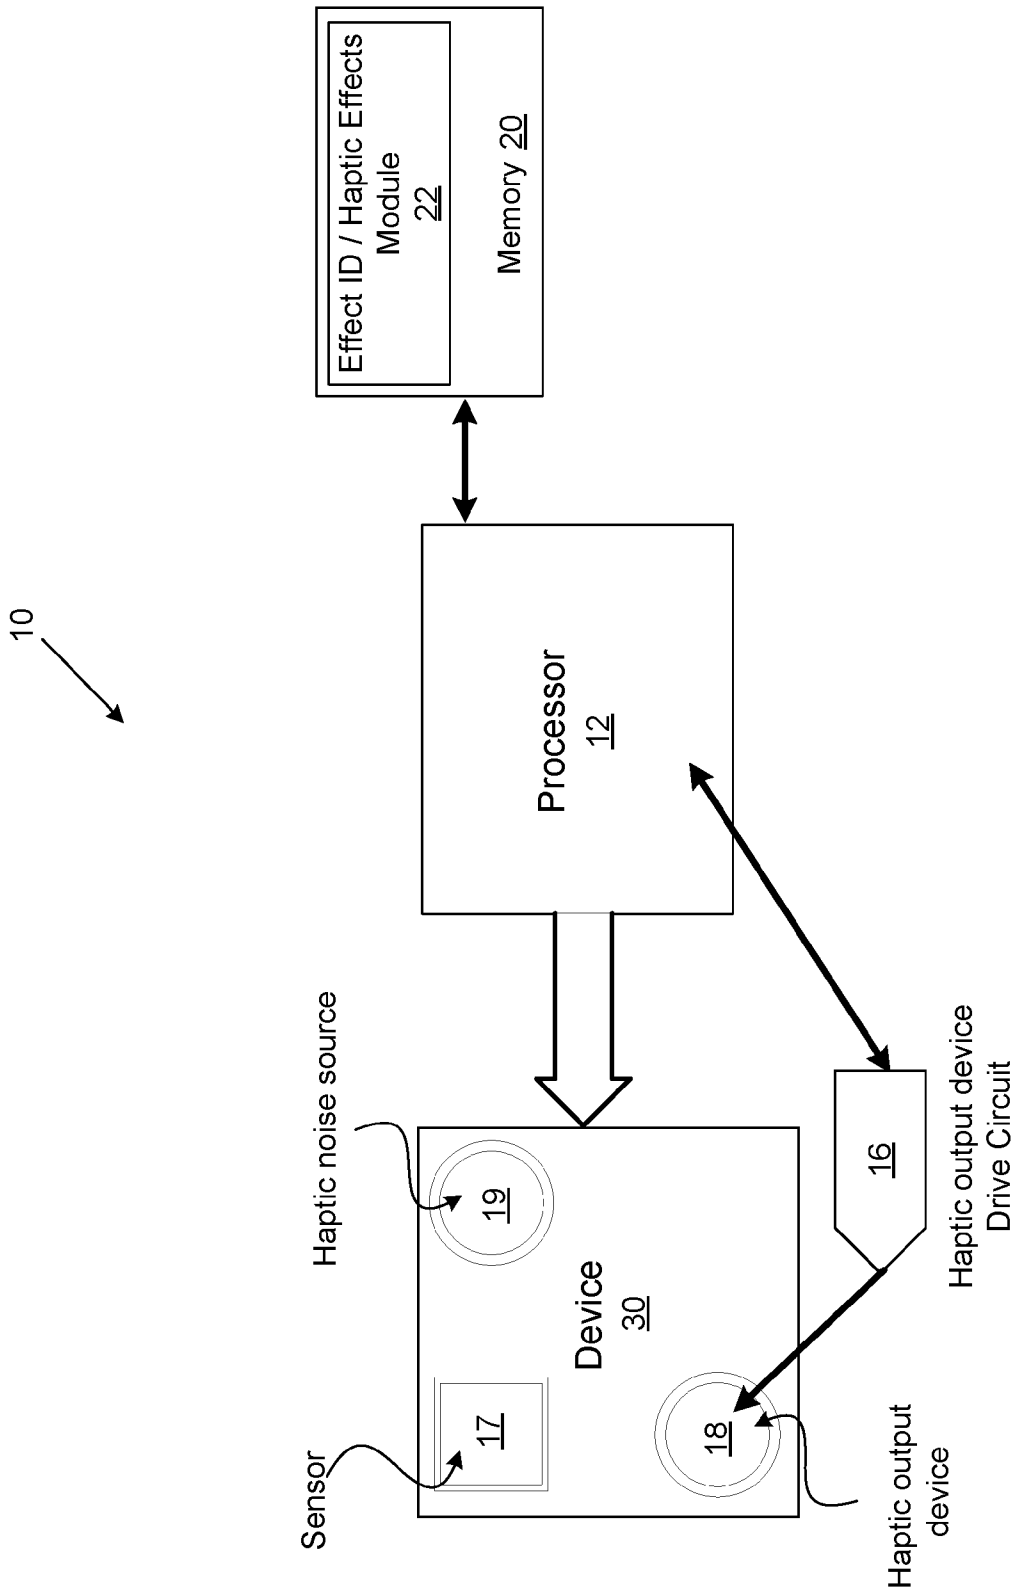 10
Effect ID / Haptic Effects
Module
22
Memory 20
Processor
12
Haptic noise source
19
Sensor
17
Device
30
18
Haptic output
device
16
Haptic output device
Drive Circuit